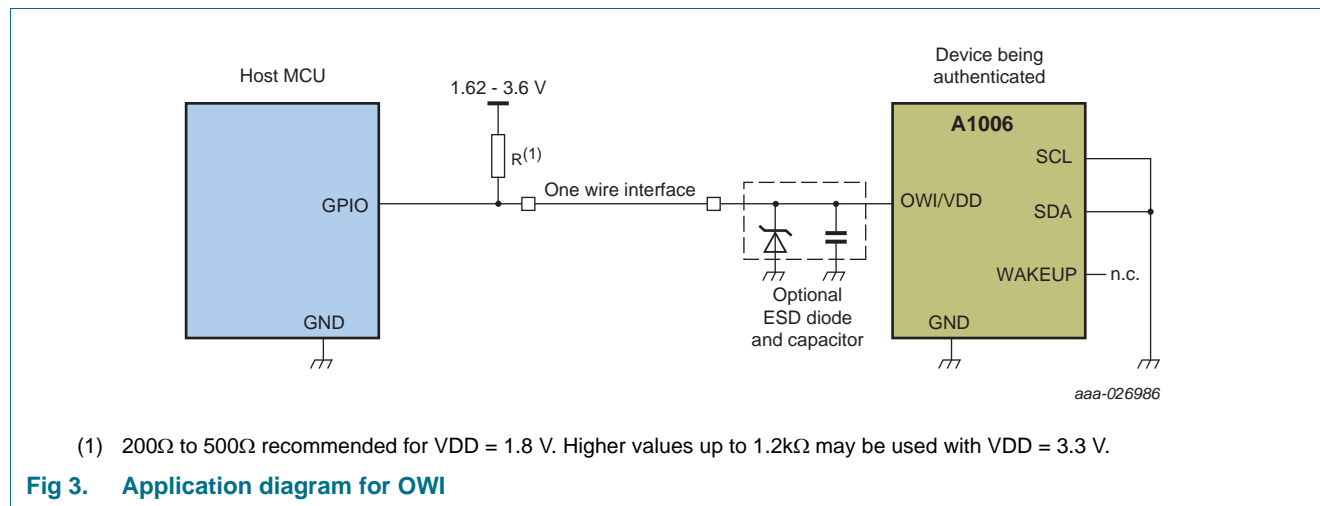 Host MCU
1.62 - 3.6 V
R(1)
GPIO
One wire interface
GND
Optional
ESD diode
and capacitor
Device being
authenticated
A1006
SCL
OWI/VDD
SDA
WAKEUP
n.c.
GND
aaa-026986
(1) 200Ω to 500Ω recommended for VDD = 1.8 V. Higher values up to 1.2kΩ may be used with VDD = 3.3 V.
Fig 3. Application diagram for OWI